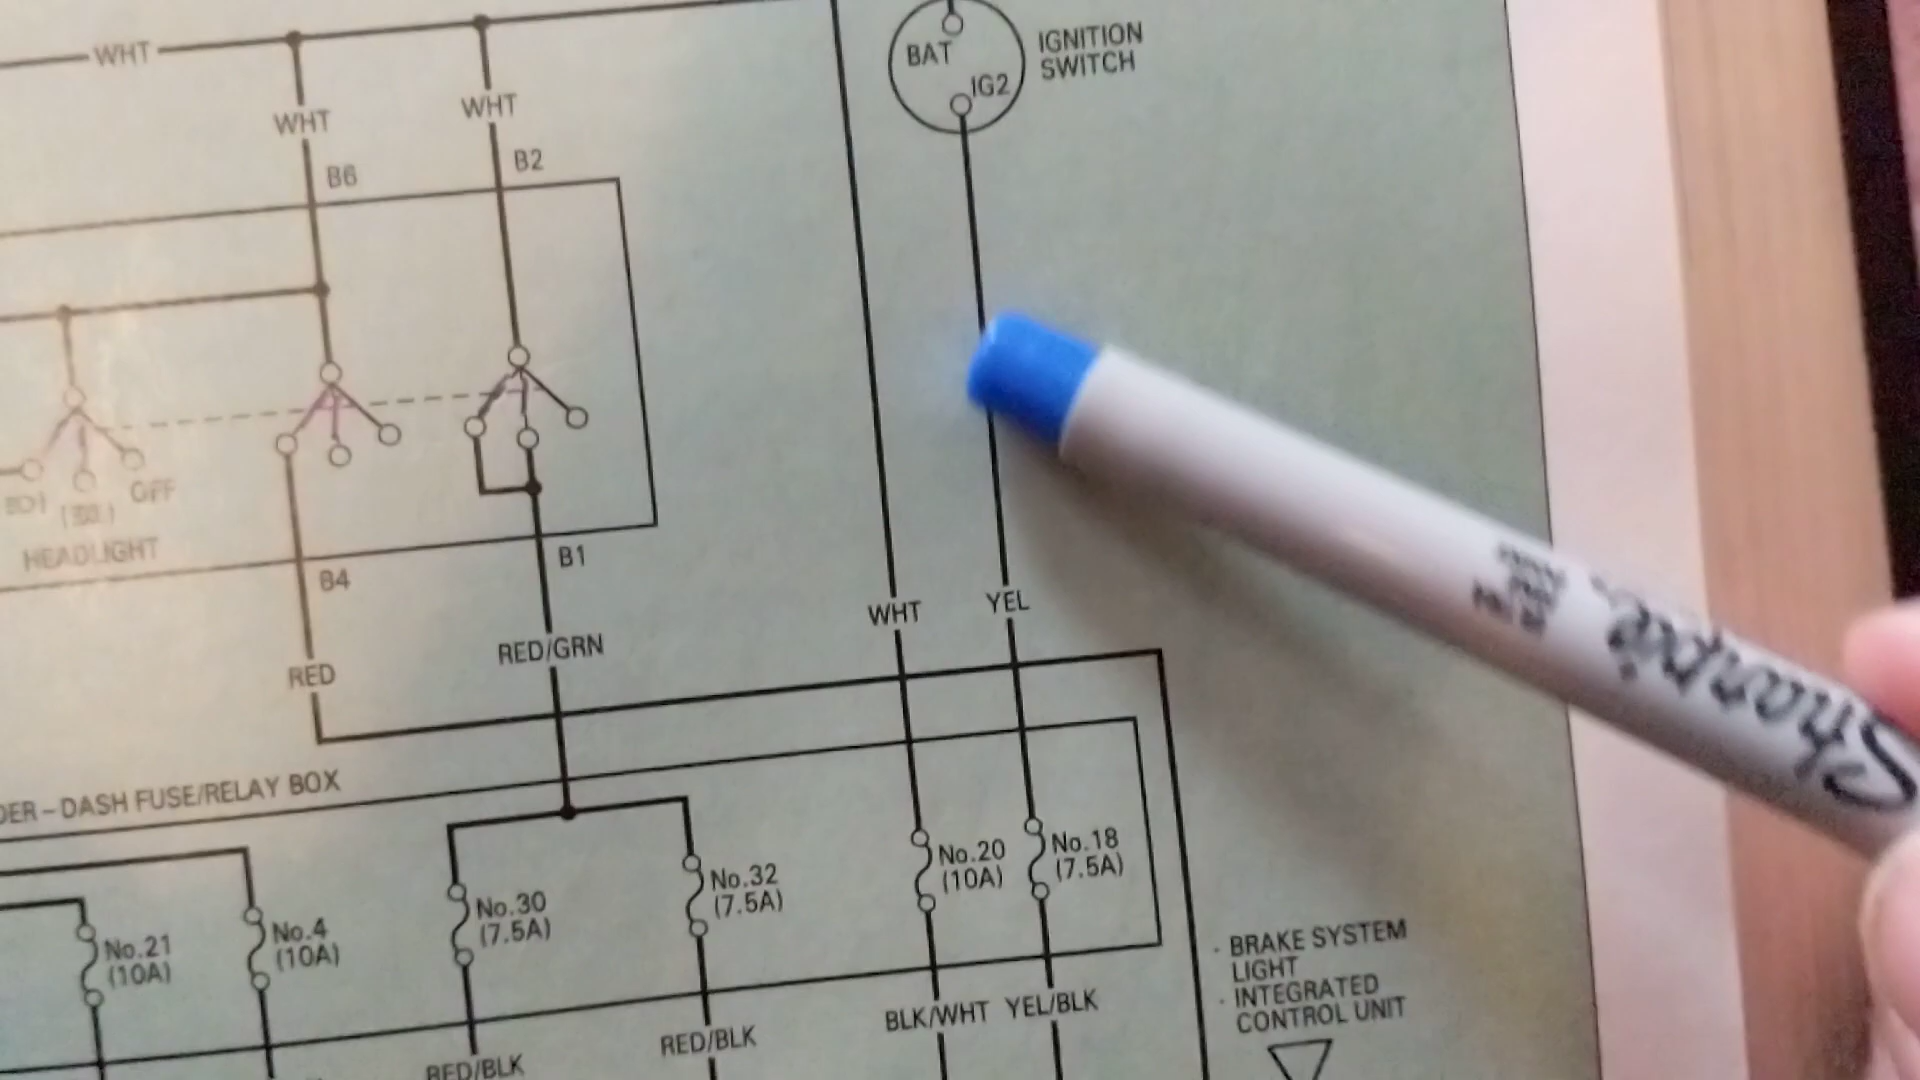 WHT
BAT
IGNITION
SWITCH
IG2
WHT
WHT
B2
B6
OFF
HEADLIGHT
B1
B4
WHT
YEL
RED/GRN
RED
Sharpie
DER-DASH FUSE/RELAY BOX
No.20
(10A)
No.18
(7.5A)
No.32
(7.5A)
No.30
(7.5A)
No.4
(10A)
No.21
(10A)
· BRAKE SYSTEM
LIGHT
· INTEGRATED
CONTROL UNIT
BLK/WHT
YEL/BLK
RED/BLK
RED/BLK